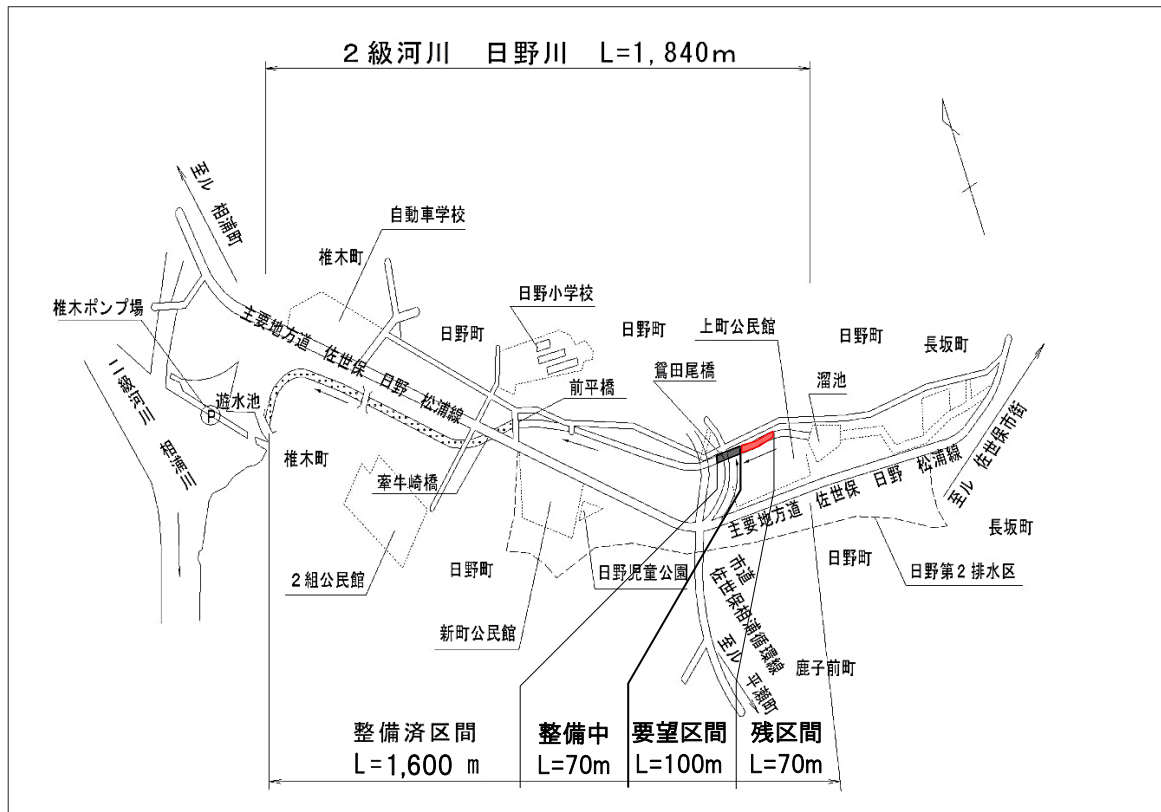 2級河川 日野川 L=1,840m
至ル 相浦町
自動車学校
椎木町
日野小学校
椎木ポンプ場
日野町
日野町
上町公民館
日野町
長坂町
主要地方道 佐世保 日野 松浦線
鴛田尾橋
溜池
前平橋
二級河川 相浦川
遊水池
P
椎木町
牽牛崎橋
主要地方道 佐世保 日野 松浦線
至ル 佐世保市街
長坂町
2組公民館
日野町
日野児童公園
日野町
日野第2排水区
新町公民館
市道 佐世保相浦循環線
至ル 平瀬町
鹿子前町
整備済区間
L=1,600 m
整備中
L=70m
要望区間
L=100m
残区間
L=70m